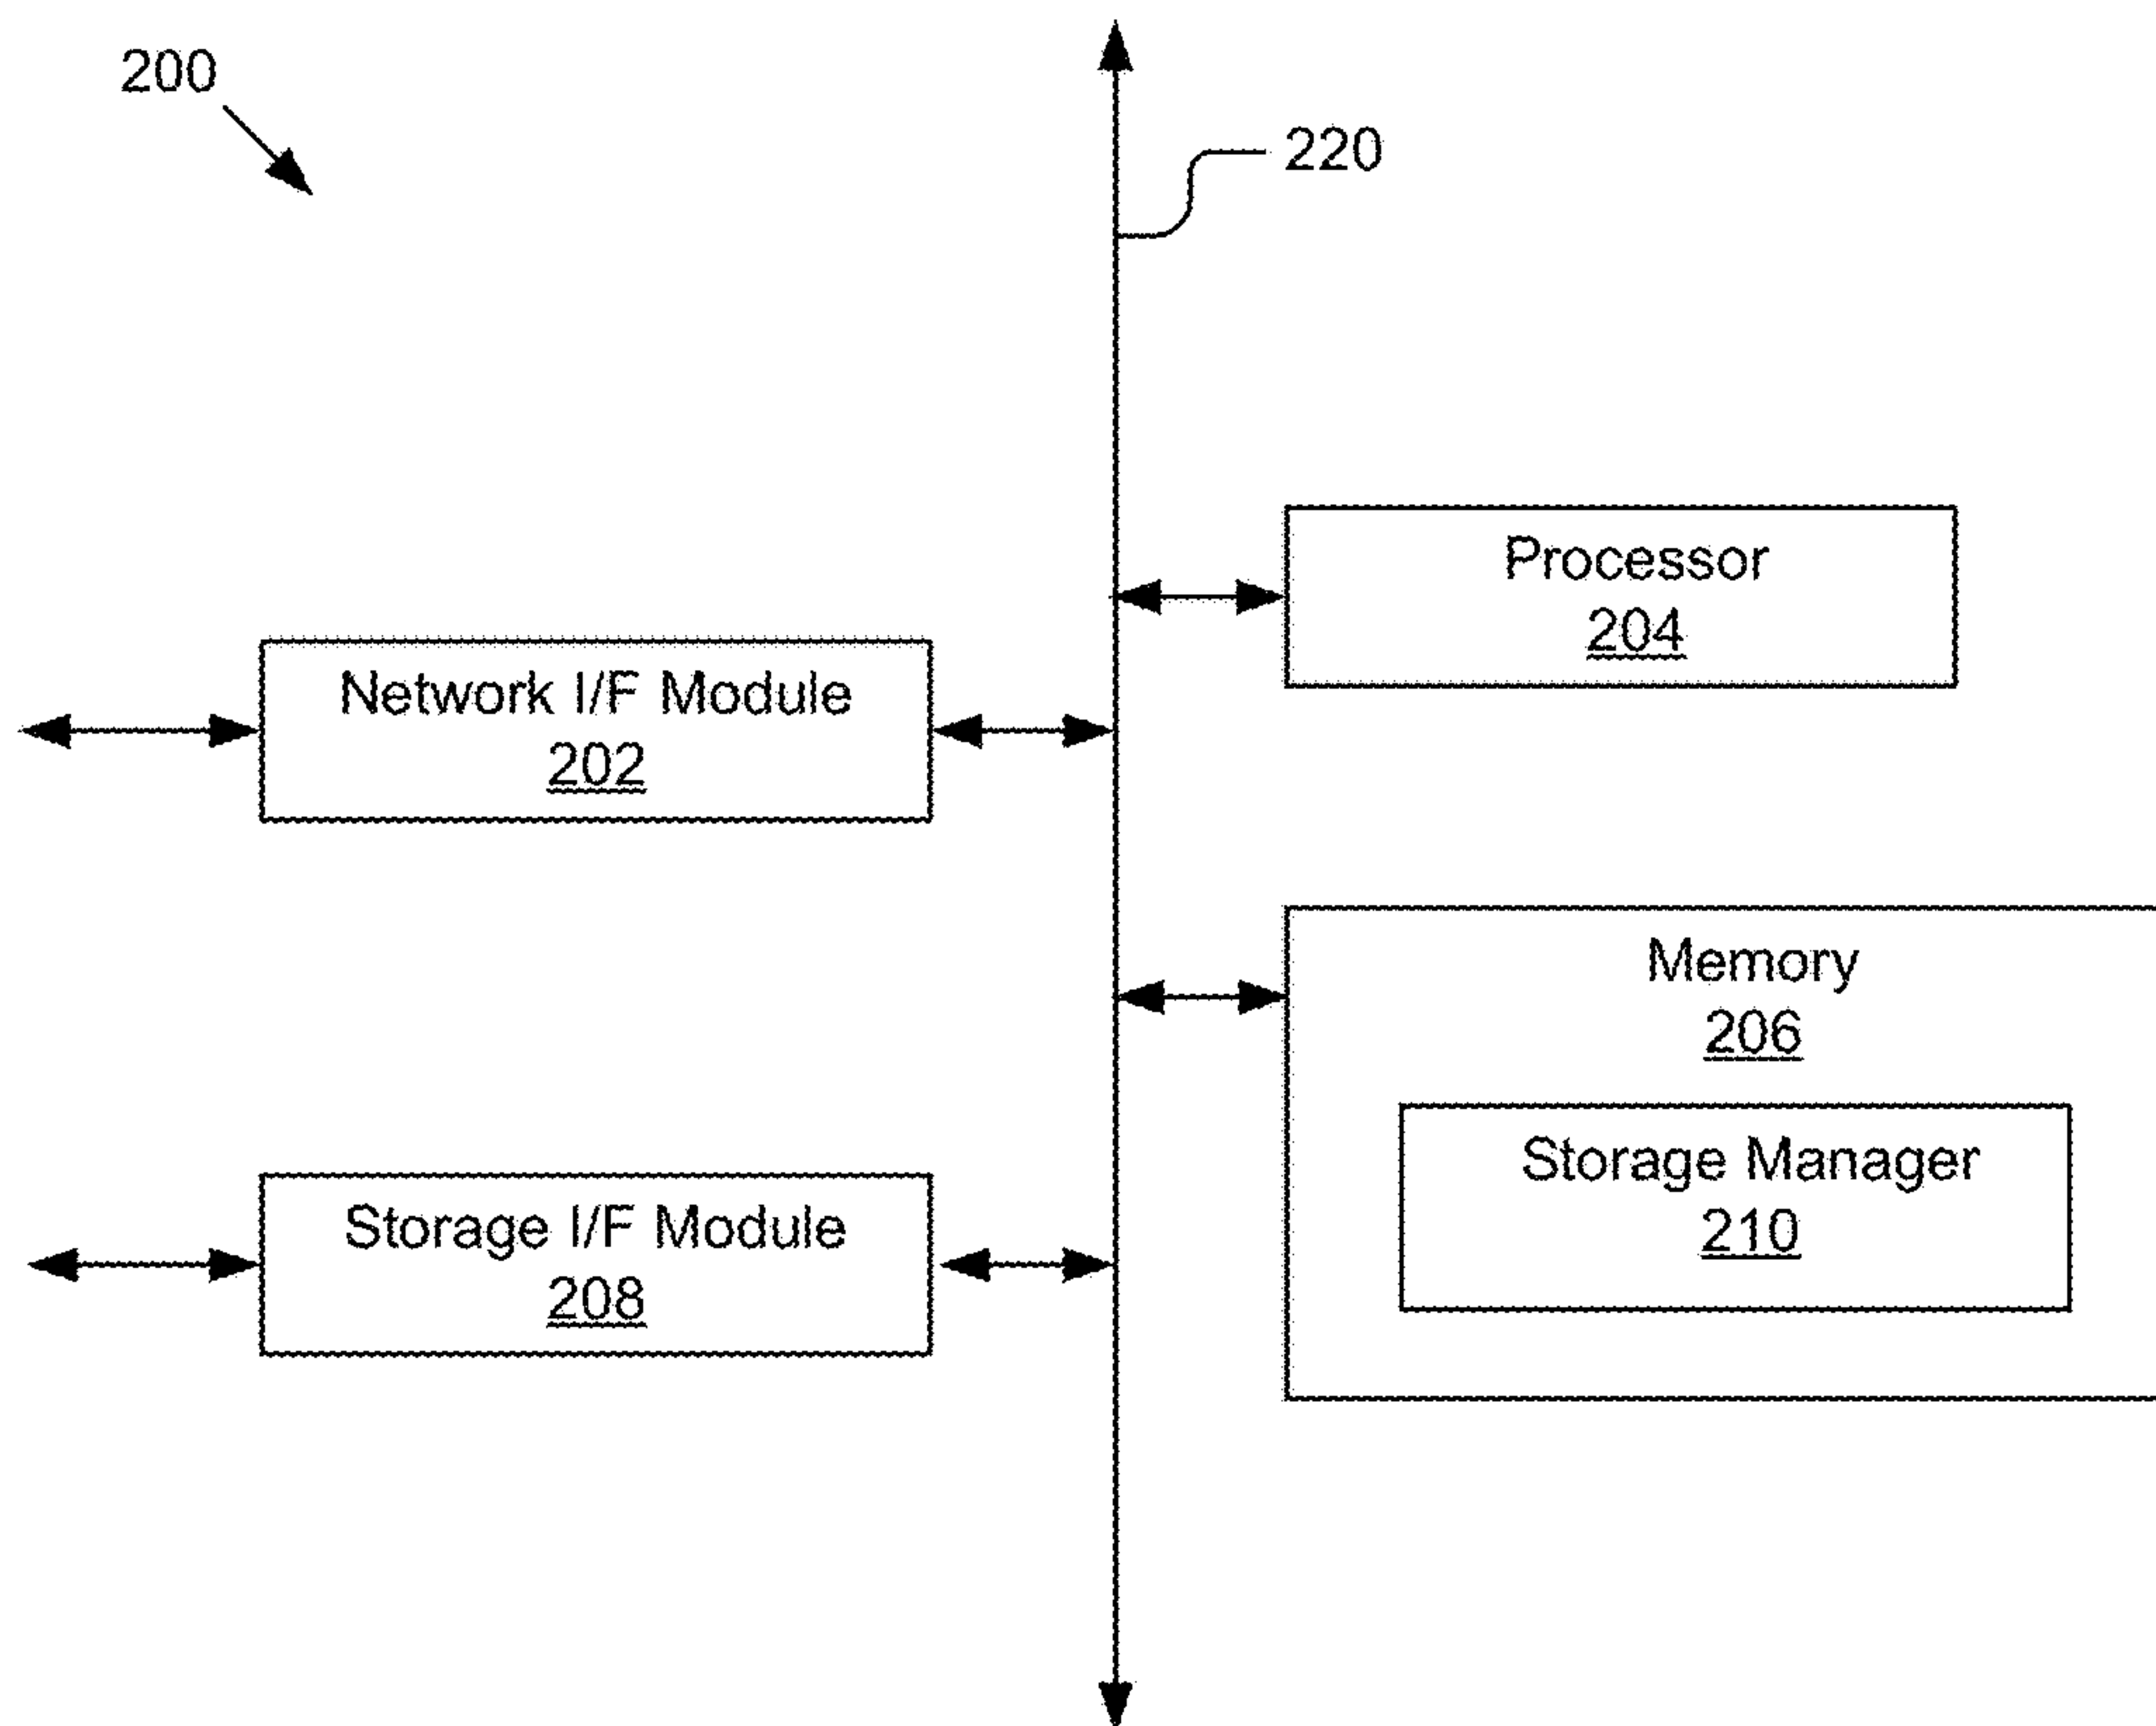 200
220
Processor
204
Network I/F Module
202
Memory
206
Storage Manager
210
Storage I/F Module
208